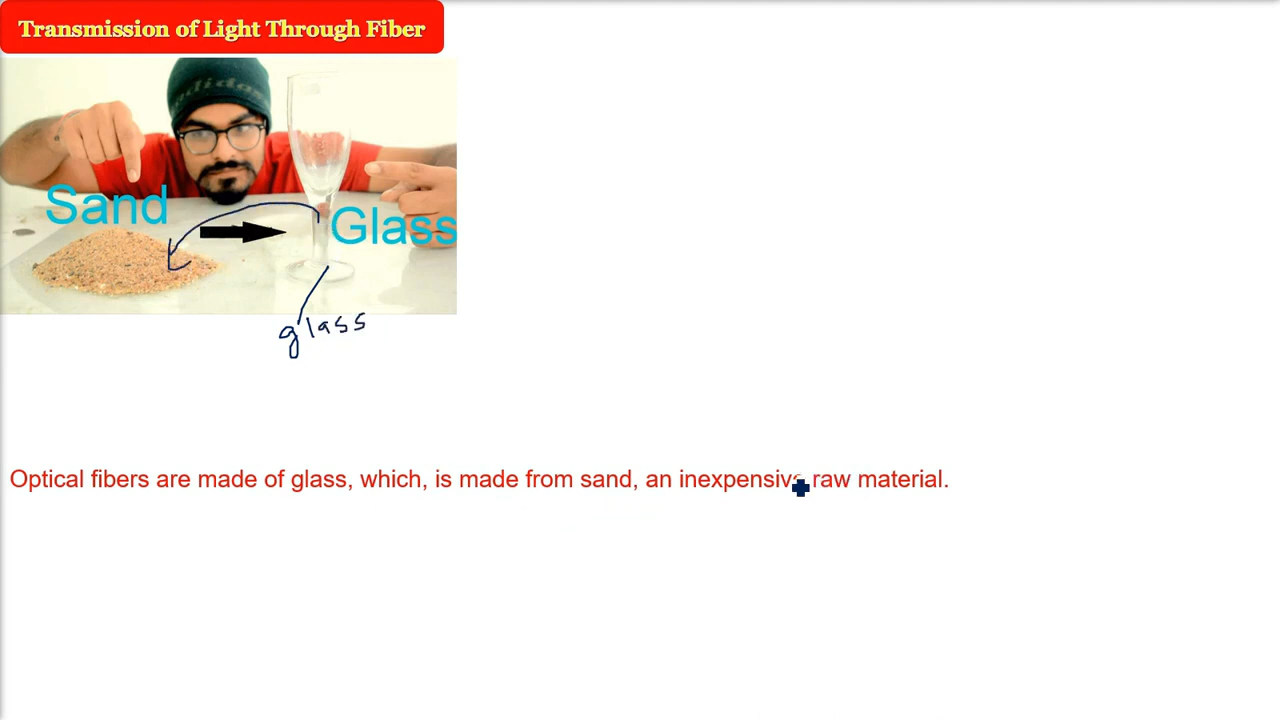 Transmission of Light Through Fiber
Sand
Glass
glass
Optical fibers are made of glass, which, is made from sand, an inexpensive raw material.